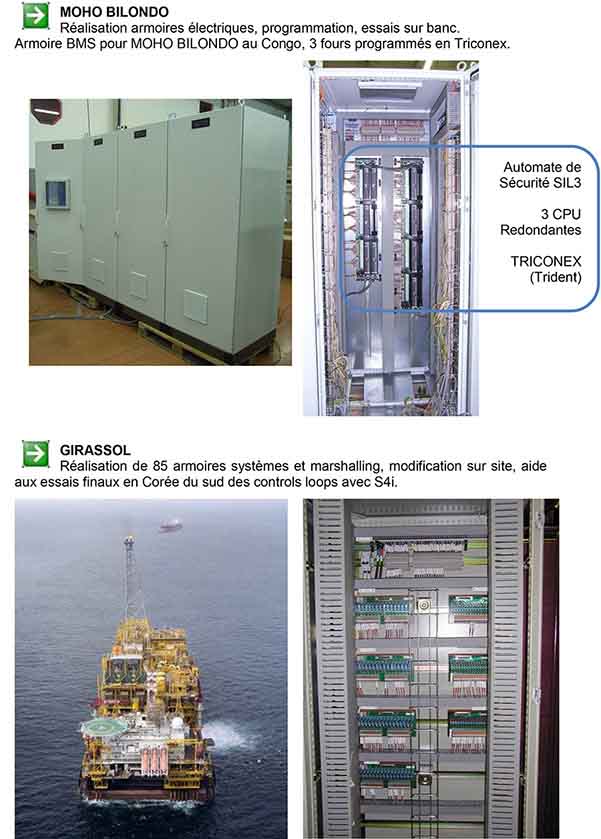 MOHO BILONDO
Réalisation armoires électriques, programmation, essais sur banc.
Armoire BMS pour MOHO BILONDO au Congo, 3 fours programmés en Triconex.
Automate de
Sécurité SIL3
3 CPU
Redondantes
TRICONEX
(Trident)
GIRASSOL
Réalisation de 85 armoires systèmes et marshalling, modification sur site, aide
aux essais finaux en Corée du sud des controls loops avec S4i.